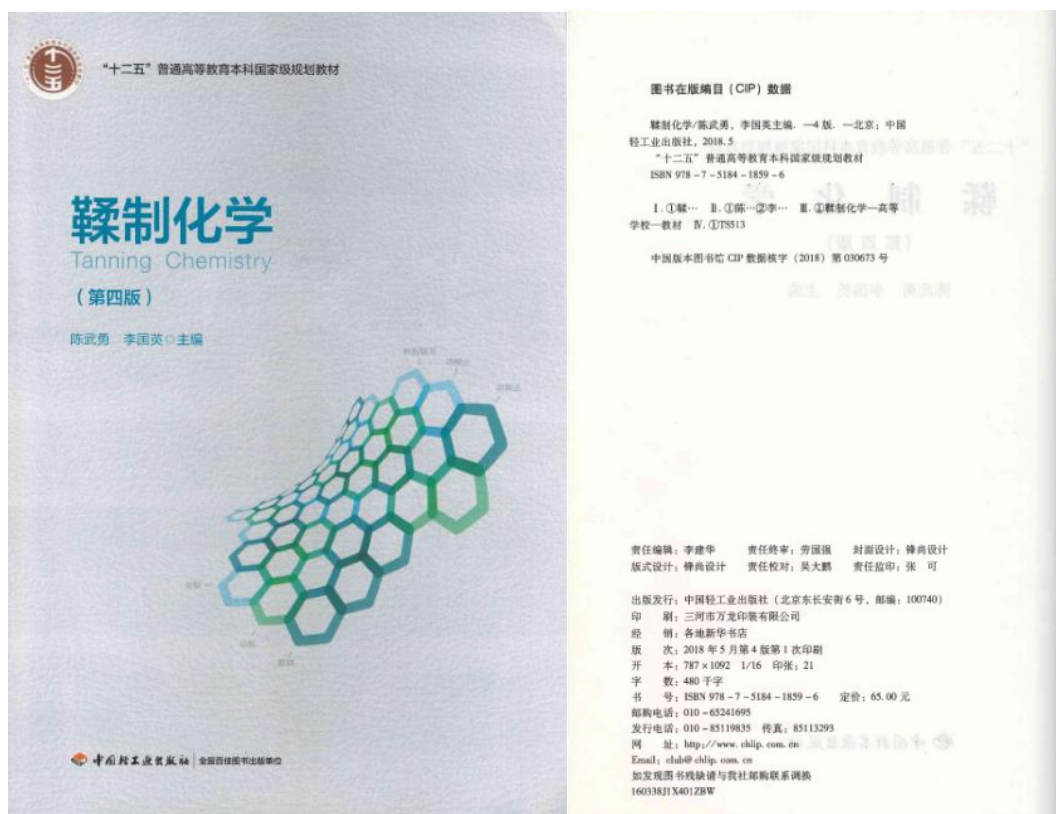 十二五
“十二五”普通高等教育本科国家级规划教材
鞣制化学
Tanning Chemistry
（第四版）
陈武勇 李国英○主编
中国轻工业出版社 | 全国百佳图书出版单位
图书在版编目（CIP）数据
鞣制化学/陈武勇，李国英主编. —4版. —北京：中国
轻工业出版社，2018.5
“十二五”普通高等教育本科国家级规划教材
ISBN 978-7-5184-1859-6
Ⅰ.①鞣… Ⅱ.①陈…②李… Ⅲ.①鞣制化学—高等
学校—教材 Ⅳ.①TS513
中国版本图书馆CIP数据核字（2018）第030673号
责任编辑：李建华 责任终审：劳国强 封面设计：锋尚设计
版式设计：锋尚设计 责任校对：吴大鹏 责任监印：张 可
出版发行：中国轻工业出版社（北京东长安街6号，邮编：100740）
印 刷：三河市万龙印装有限公司
经 销：各地新华书店
版 次：2018年5月第4版第1次印刷
开 本：787×1092 1/16 印张：21
字 数：480千字
书 号：ISBN 978-7-5184-1859-6 定价：65.00元
邮购电话：010-65241695
发行电话：010-85119835 传真：85113293
网 址：http://www.chlip.com.cn
Email：club@chlip.com.cn
如发现图书残缺请与我社邮购联系调换
160338J1X401ZBW